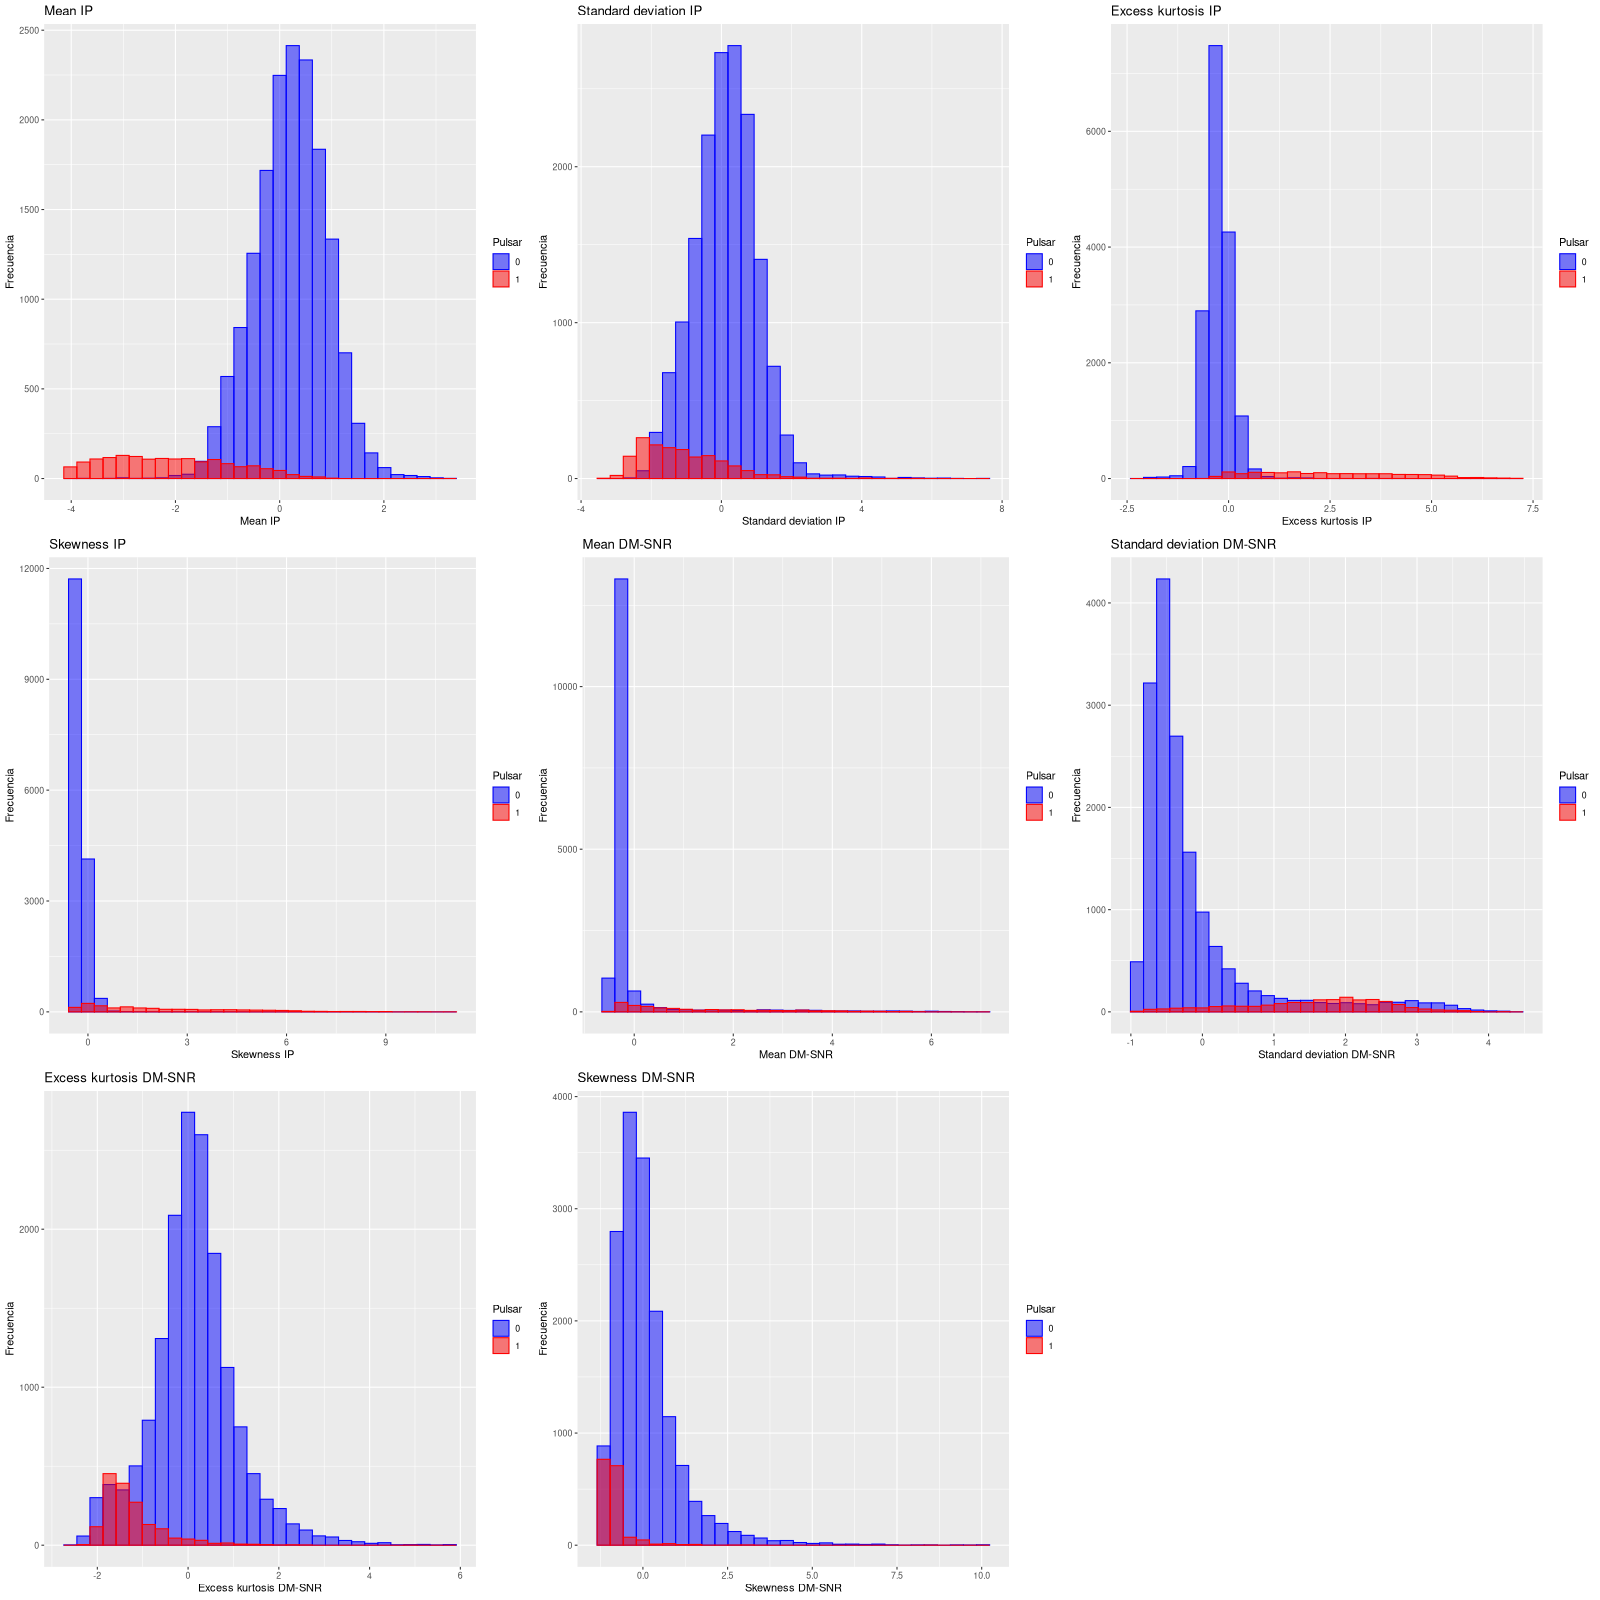 Mean IP
2500
2000
1500
1000
500
0
Frecuencia
-4 -2 0 2
Mean IP
Pulsar
0
1
Standard deviation IP
2000
1000
0
Frecuencia
-4 0 4 8
Standard deviation IP
Pulsar
0
1
Excess kurtosis IP
6000
4000
2000
0
Frecuencia
-2.5 0.0 2.5 5.0 7.5
Excess kurtosis IP
Pulsar
0
1
Skewness IP
12000
9000
6000
3000
0
Frecuencia
0 3 6 9
Skewness IP
Pulsar
0
1
Mean DM-SNR
10000
5000
0
Frecuencia
0 2 4 6
Mean DM-SNR
Pulsar
0
1
Standard deviation DM-SNR
4000
3000
2000
1000
0
Frecuencia
-1 0 1 2 3 4
Standard deviation DM-SNR
Pulsar
0
1
Excess kurtosis DM-SNR
2000
1000
0
Frecuencia
-2 0 2 4 6
Excess kurtosis DM-SNR
Pulsar
0
1
Skewness DM-SNR
4000
3000
2000
1000
0
Frecuencia
0.0 2.5 5.0 7.5 10.0
Skewness DM-SNR
Pulsar
0
1